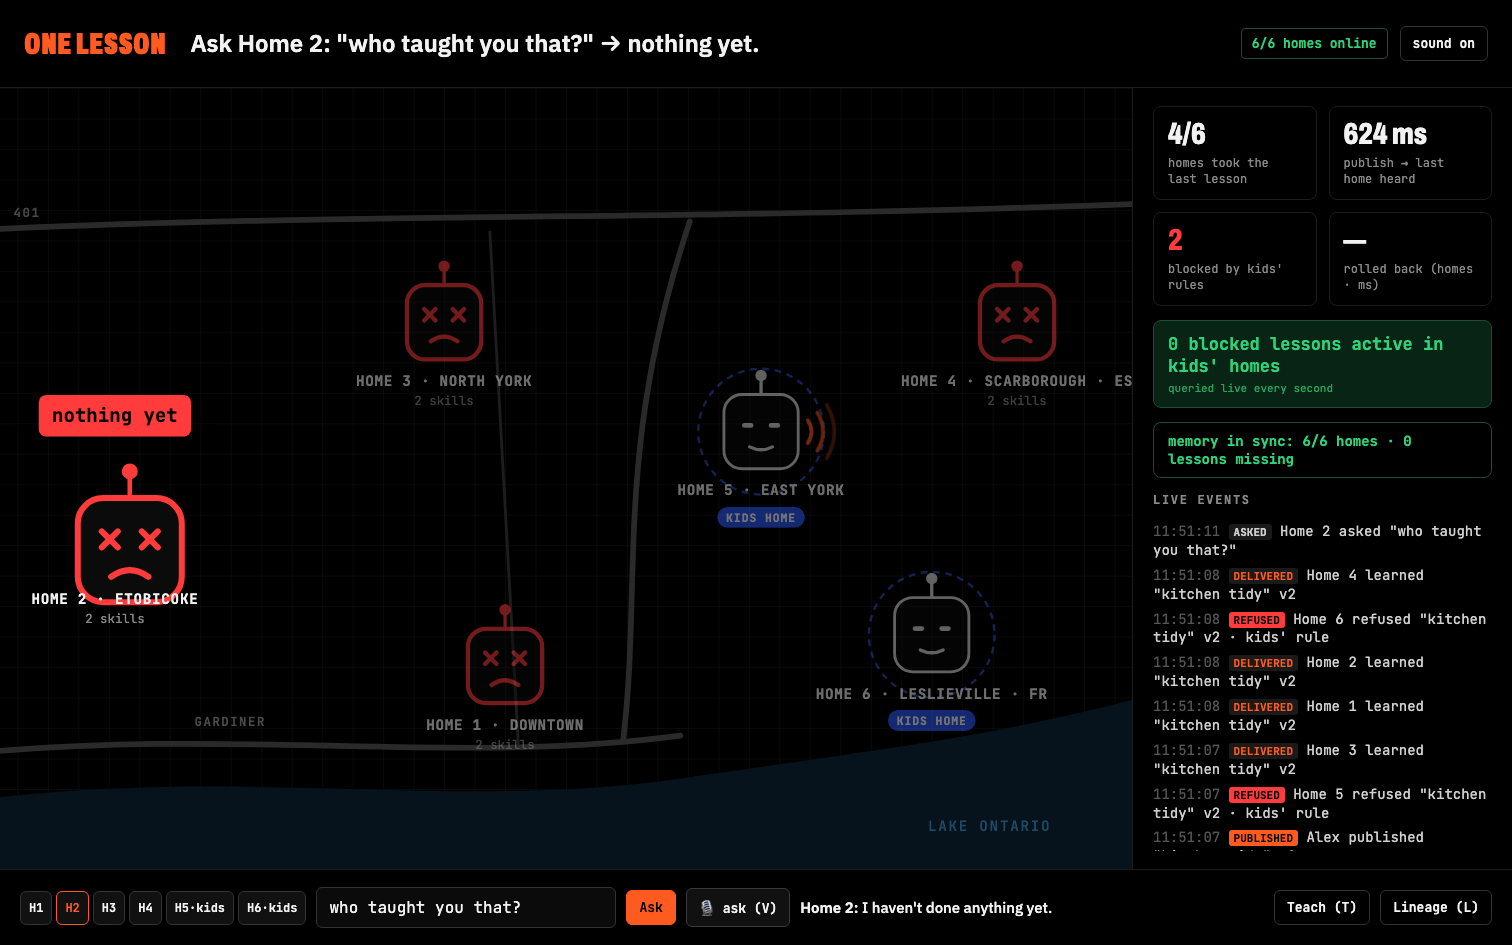 ONE LESSON
Ask Home 2: "who taught you that?" → nothing yet.
6/6 homes online
sound on
401
HOME 3 · NORTH YORK
2 skills
HOME 4 · SCARBOROUGH · ES
2 skills
nothing yet
HOME 2 · ETOBICOKE
2 skills
HOME 5 · EAST YORK
KIDS HOME
HOME 6 · LESLIEVILLE · FR
KIDS HOME
GARDINER
HOME 1 · DOWNTOWN
2 skills
LAKE ONTARIO
4/6
homes took the
last lesson
624 ms
publish → last
home heard
2
blocked by kids'
rules
—
rolled back (homes
· ms)
0 blocked lessons active in
kids' homes
queried live every second
memory in sync: 6/6 homes · 0
lessons missing
LIVE EVENTS
11:51:11 ASKED Home 2 asked "who taught
you that?"
11:51:08 DELIVERED Home 4 learned
"kitchen tidy" v2
11:51:08 REFUSED Home 6 refused "kitchen
tidy" v2 · kids' rule
11:51:08 DELIVERED Home 2 learned
"kitchen tidy" v2
11:51:08 DELIVERED Home 1 learned
"kitchen tidy" v2
11:51:07 DELIVERED Home 3 learned
"kitchen tidy" v2
11:51:07 REFUSED Home 5 refused "kitchen
tidy" v2 · kids' rule
11:51:07 PUBLISHED Alex published
H1
H2
H3
H4
H5·kids
H6·kids
who taught you that?
Ask
ask (V)
Home 2: I haven't done anything yet.
Teach (T)
Lineage (L)